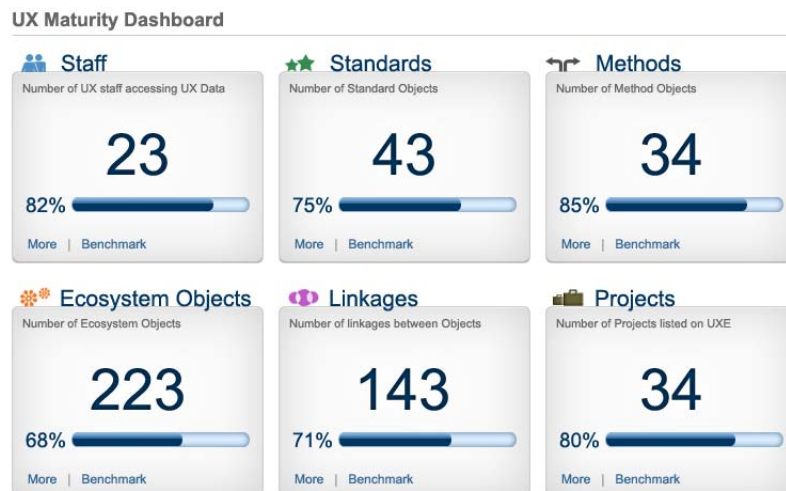 UX Maturity Dashboard
Staff
Number of UX staff accessing UX Data
23
82%
More | Benchmark
Standards
Number of Standard Objects
43
75%
More | Benchmark
Methods
Number of Method Objects
34
85%
More | Benchmark
Ecosystem Objects
Number of Ecosystem Objects
223
68%
More | Benchmark
Linkages
Number of linkages between Objects
143
71%
More | Benchmark
Projects
Number of Projects listed on UXE
34
80%
More | Benchmark